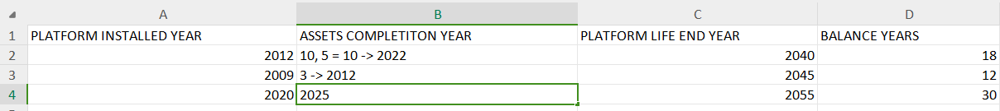 A B C D
1 PLATFORM INSTALLED YEAR ASSETS COMPLETITON YEAR PLATFORM LIFE END YEAR BALANCE YEARS
2 2012 10, 5 = 10 -> 2022 2040 18
3 2009 3 -> 2012 2045 12
4 2020 2025 2055 30